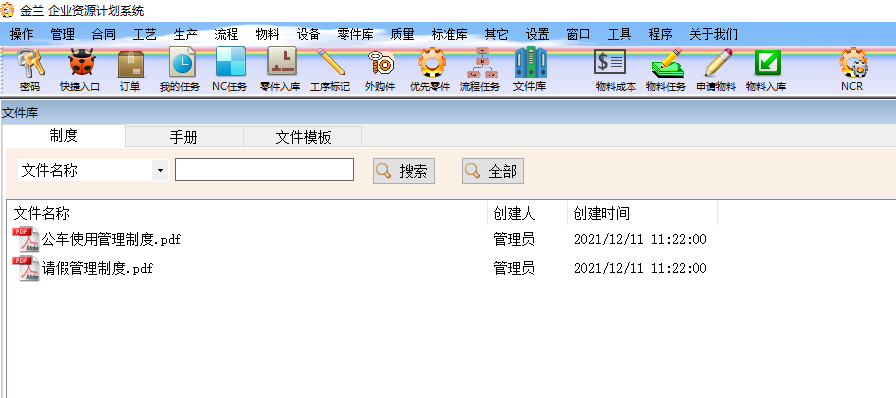 金兰 企业资源计划系统
操作 管理 合同 工艺 生产 流程 物料 设备 零件库 质量 标准库 其它 设置 窗口 工具 程序 关于我们
密码 快捷入口 订单 我的任务 NC任务 零件入库 工序标记 外购件 优先零件 流程任务 文件库 物料成本 物料任务 申请物料 物料入库 NCR
文件库
制度 手册 文件模板
文件名称 搜索 全部
文件名称 创建人 创建时间
公车使用管理制度.pdf 管理员 2021/12/11 11:22:00
请假管理制度.pdf 管理员 2021/12/11 11:22:00